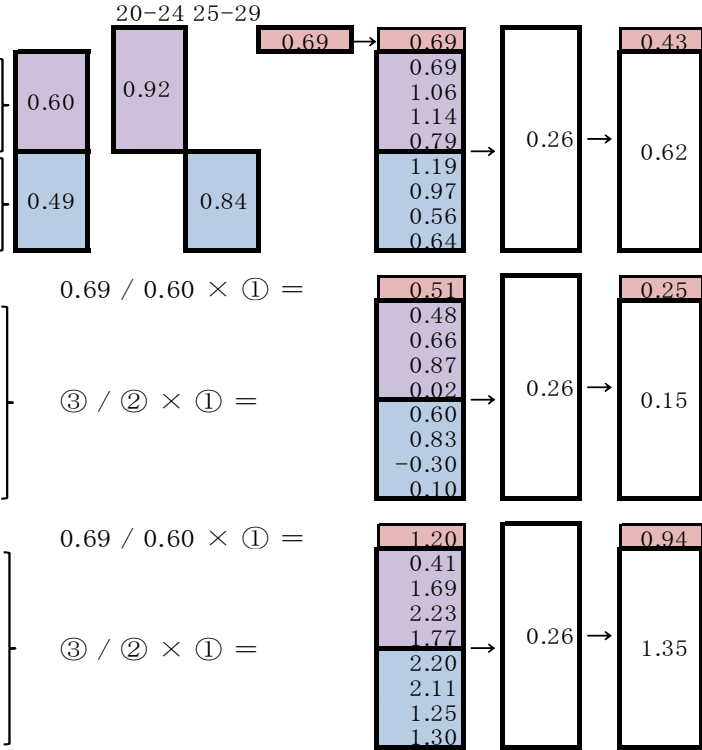 20-24 25-29
0.69 → 0.69 0.43
0.69
0.60 0.92 1.06
1.14 0.26 → 0.62
0.79 →
1.19
0.49 0.84 0.97
0.56
0.64
0.69 / 0.60 × ① = 0.51 0.25
0.48
0.66
0.87
0.02
③ / ② × ① = → 0.26 → 0.15
0.60
0.83
−0.30
0.10
0.69 / 0.60 × ① = 1.20 0.94
0.41
1.69
2.23
1.77
③ / ② × ① = → 0.26 → 1.35
2.20
2.11
1.25
1.30